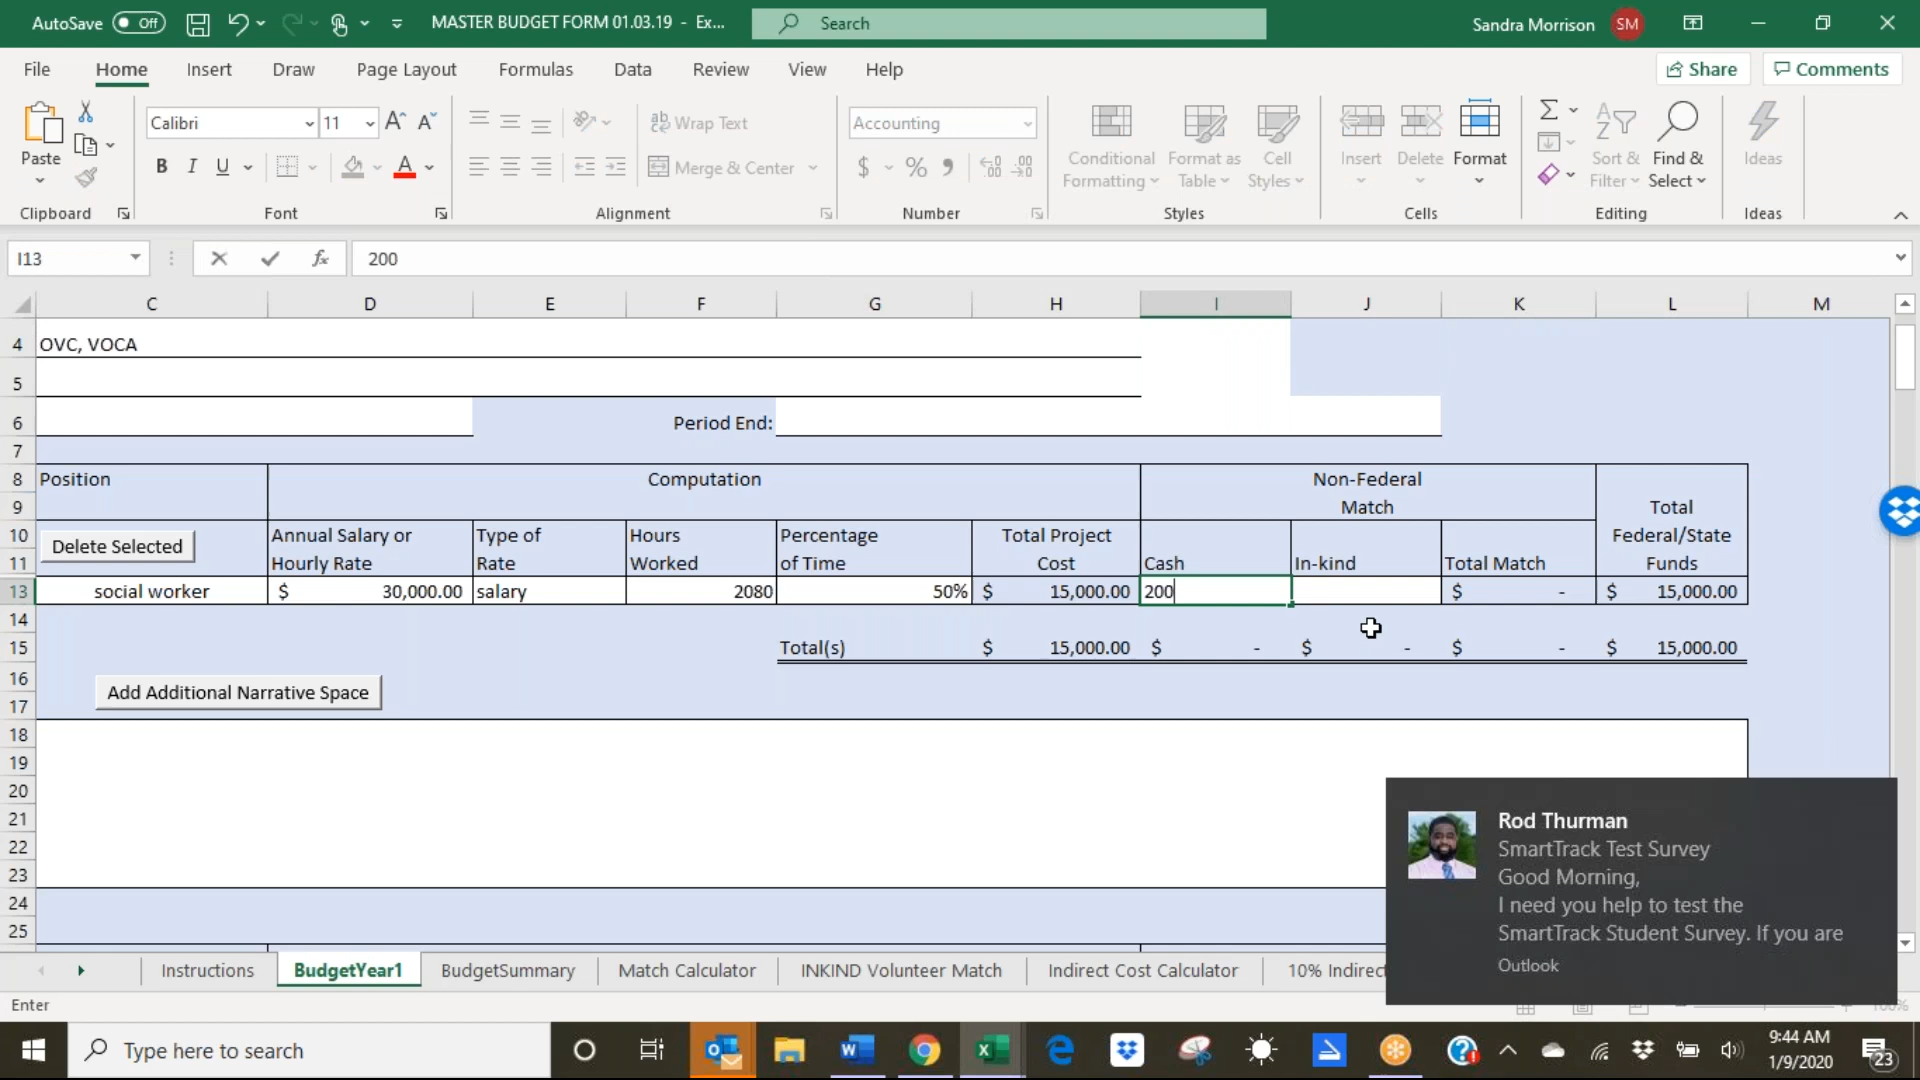 AutoSave Off MASTER BUDGET FORM 01.03.19 - Ex... Search Sandra Morrison SM
File Home Insert Draw Page Layout Formulas Data Review View Help Share Comments
Calibri 11 A A Wrap Text Accounting
Paste B I U A Merge & Center $ % Conditional Formatting Format as Table Cell Styles Insert Delete Format Sort & Filter Find & Select Ideas
Clipboard Font Alignment Number Styles Cells Editing Ideas
I13 fx 200
C D E F G H I J K L M
4 OVC, VOCA
5
6 Period End:
7
8 Position Computation Non-Federal
9 Match Total
10 Delete Selected Annual Salary or Type of Hours Percentage Total Project Federal/State
11 Hourly Rate Rate Worked of Time Cost Cash In-kind Total Match Funds
13 social worker $ 30,000.00 salary 2080 50% $ 15,000.00 200 $ - $ 15,000.00
14
15 Total(s) $ 15,000.00 $ - $ - $ - $ 15,000.00
16
Add Additional Narrative Space
17
18
19
20
21
22
23
24
25
Rod Thurman
SmartTrack Test Survey
Good Morning,
I need you help to test the
SmartTrack Student Survey. If you are
Outlook
Instructions BudgetYear1 BudgetSummary Match Calculator INKIND Volunteer Match Indirect Cost Calculator 10% Indirect
Enter
Type here to search
9:44 AM
1/9/2020
23